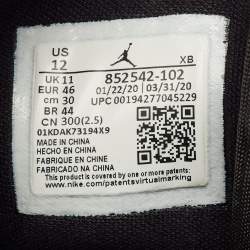 US
12
XB
UK 11
EUR 46
cm 30
BR 44
852542-102
01/22/20 03/31/20
UPC 00194277045229
CN 300(2.5)
01KDAK73194X9
MADE IN CHINA
HECHO EN CHINA
FABRIQUE EN CHINE
FABRICADO NA CHINA
This product is covered by one or more patents.
See www.nike.com/patentsvirtualmarking